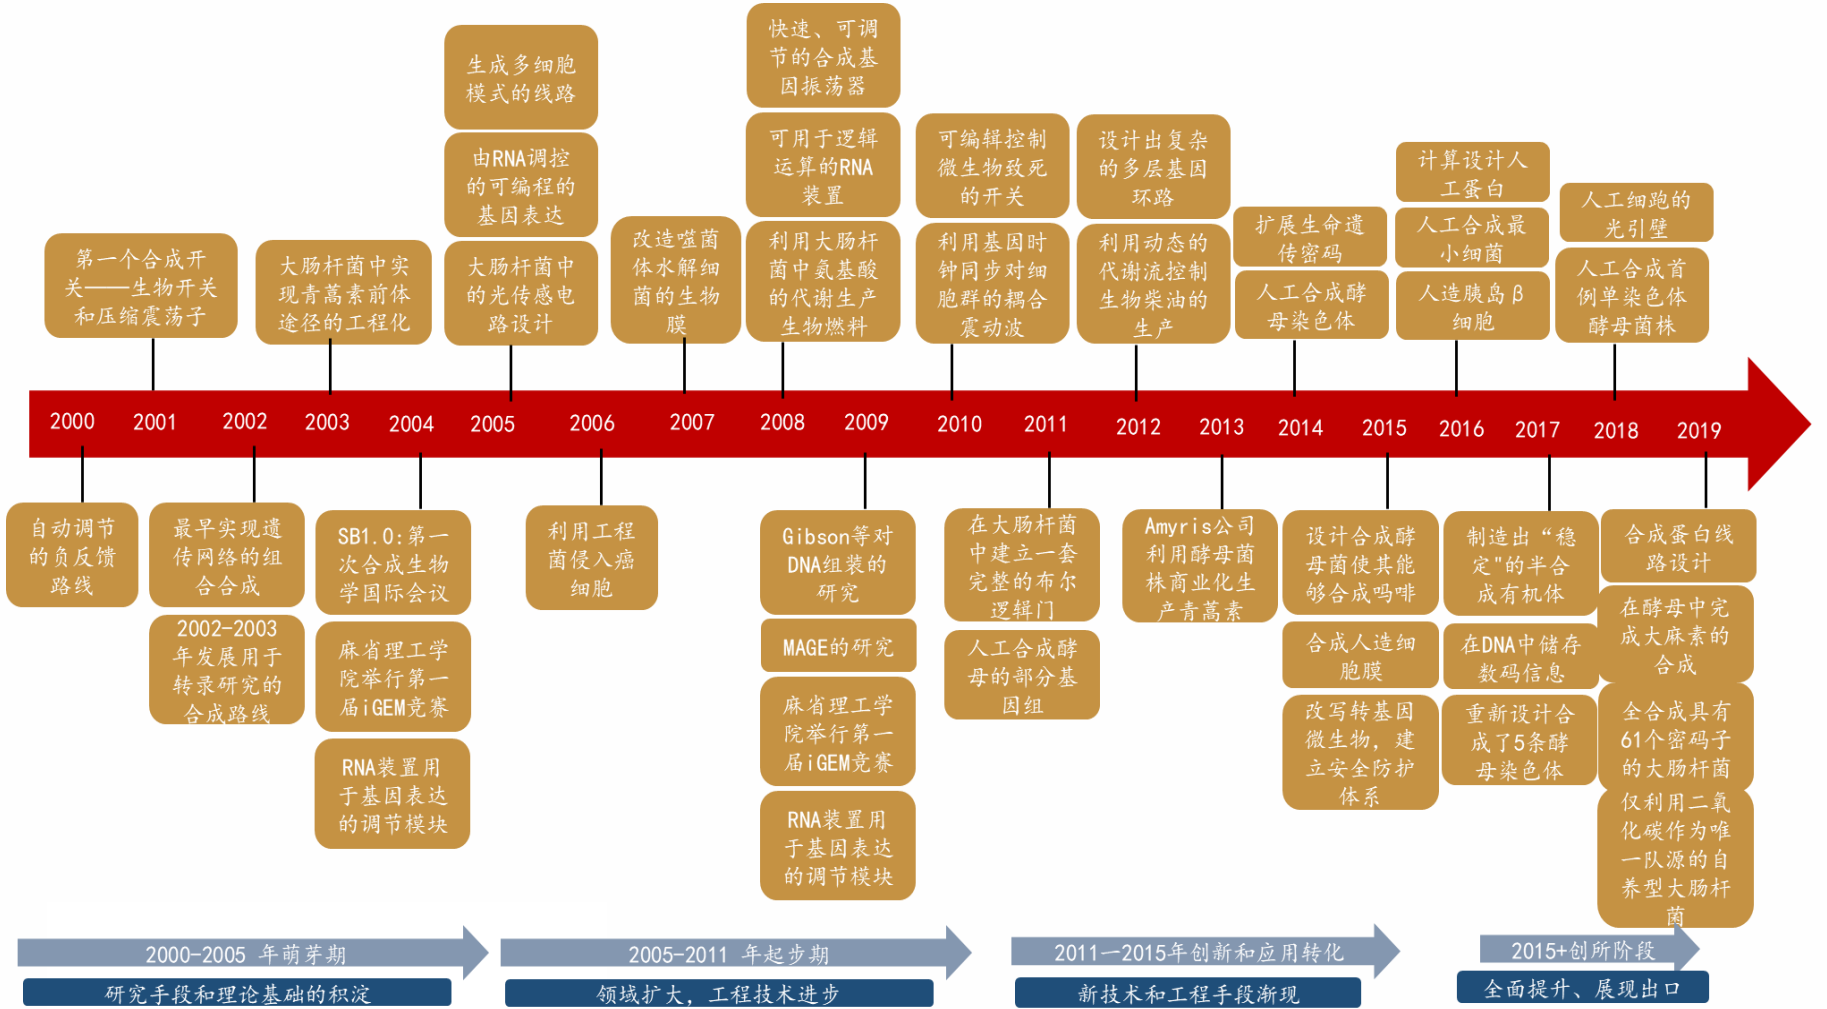 第一个合成开
关——生物开关
和压缩震荡子
大肠杆菌中实
现青蒿素前体
途径的工程化
生成多细胞
模式的线路
由RNA调控
的可编程的
基因表达
大肠杆菌中
的光传感电
路设计
改造噬菌
体水解细
菌的生物
膜
快速、可调
节的合成基
因振荡器
可用于逻辑
运算的RNA
装置
利用大肠杆
菌中氨基酸
的代谢生产
生物燃料
可编辑控制
微生物致死
的开关
利用基因时
钟同步对细
胞群的耦合
震动波
设计出复杂
的多层基因
环路
利用动态的
代谢流控制
生物柴油的
生产
扩展生命遗
传密码
人工合成酵
母染色体
计算设计人
工蛋白
人工合成最
小细菌
人造胰岛β
细胞
人工细跑的
光引壁
人工合成首
例单染色体
酵母菌株
2000
2001
2002
2003
2004
2005
2006
2007
2008
2009
2010
2011
2012
2013
2014
2015
2016
2017
2018
2019
自动调节
的负反馈
路线
最早实现遗
传网络的组
合合成
2002-2003
年发展用于
转录研究的
合成路线
SB1.0:第一
次合成生物
学国际会议
麻省理工学
院举行第一
届iGEM竞赛
RNA装置用
于基因表达
的调节模块
利用工程
菌侵入癌
细胞
Gibson等对
DNA组装的
研究
MAGE的研究
麻省理工学
院举行第一
届iGEM竞赛
RNA装置用
于基因表达
的调节模块
在大肠杆菌
中建立一套
完整的布尔
逻辑门
人工合成酵
母的部分基
因组
Amyris公司
利用酵母菌
株商业化生
产青蒿素
设计合成酵
母菌使其能
够合成吗啡
合成人造细
胞膜
改写转基因
微生物，建
立安全防护
体系
制造出“稳
定"的半合
成有机体
在DNA中储存
数码信息
重新设计合
成了5条酵
母染色体
合成蛋白线
路设计
在酵母中完
成大麻素的
合成
全合成具有
61个密码子
的大肠杆菌
仅利用二氧
化碳作为唯
一队源的自
养型大肠杆
菌
2000-2005 年萌芽期
研究手段和理论基础的积淀
2005-2011 年起步期
领域扩大，工程技术进步
2011一2015年创新和应用转化
新技术和工程手段渐现
2015+创所阶段
全面提升、展现出口